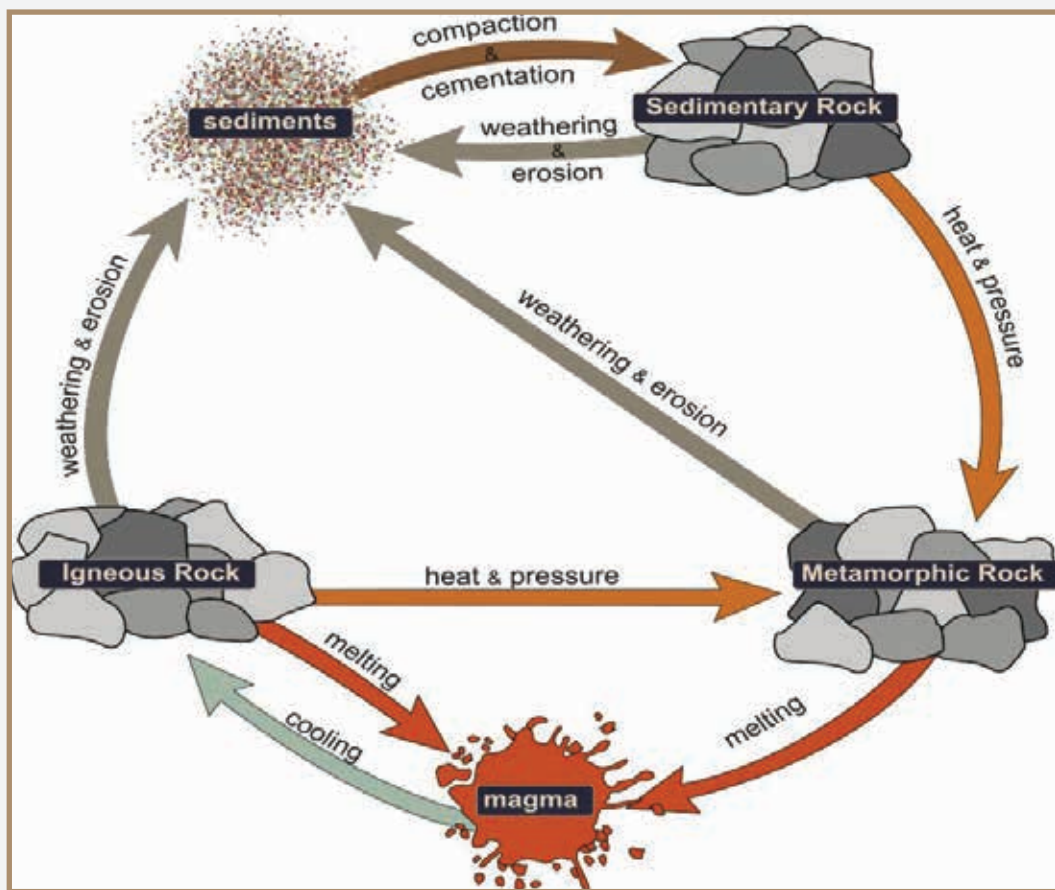 compaction
&
cementation
sediments
Sedimentary Rock
weathering
&
erosion
heat & pressure
weathering & erosion
weathering & erosion
Igneous Rock
heat & pressure
Metamorphic Rock
melting
cooling
melting
magma